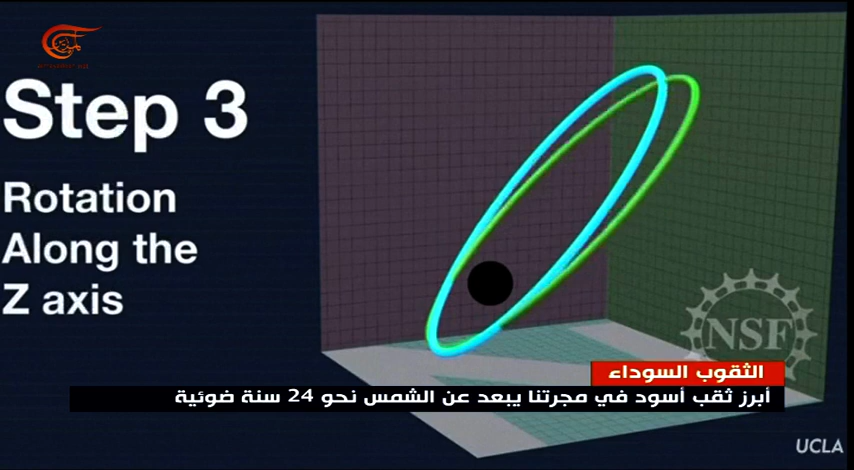 Step 3
Rotation
Along the
Z axis
NSF
الثقوب السوداء
أبرز ثقب أسود في مجرتنا يبعد عن الشمس نحو 24 سنة ضوئية
UCLA